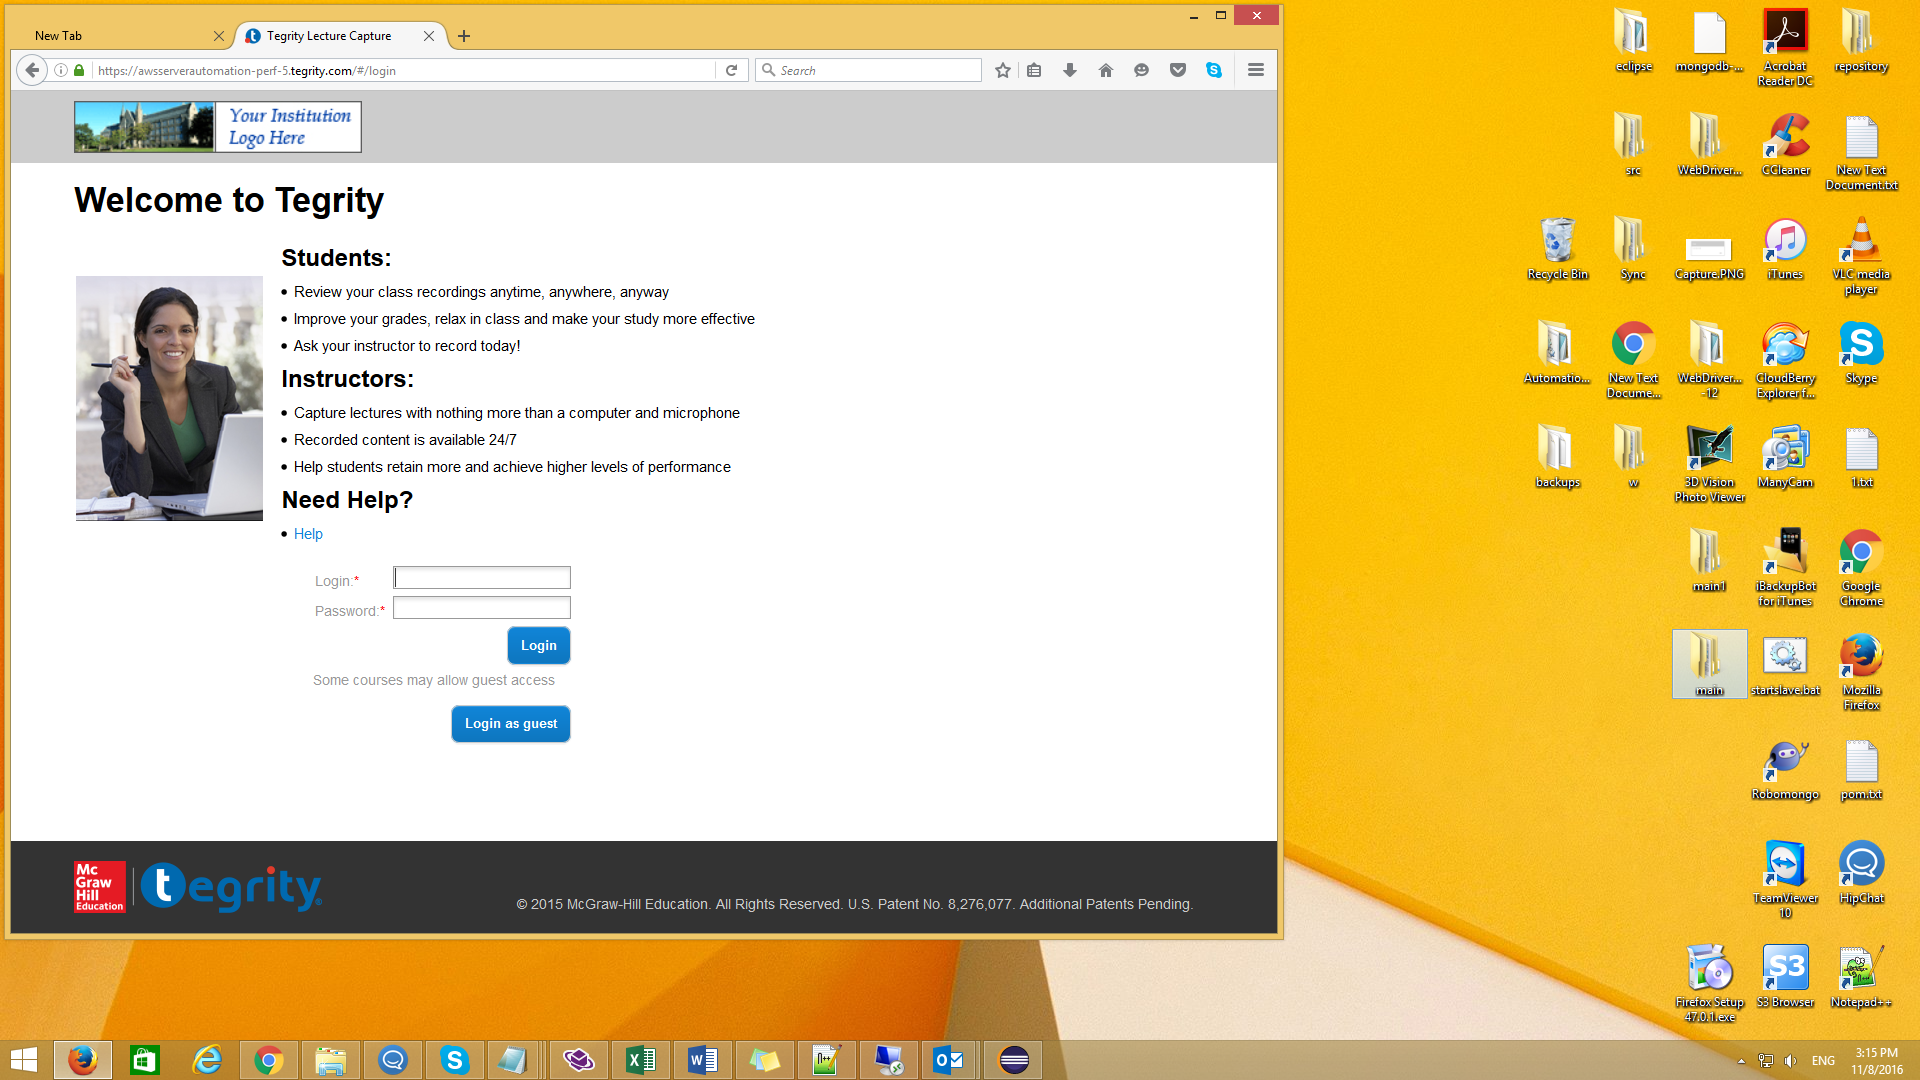 New Tab
Tegrity Lecture Capture
https://awsserverautomation-perf-5.tegrity.com/#/login
Search
Your Institution
Logo Here
Welcome to Tegrity
Students:
• Review your class recordings anytime, anywhere, anyway
• Improve your grades, relax in class and make your study more effective
• Ask your instructor to record today!
Instructors:
• Capture lectures with nothing more than a computer and microphone
• Recorded content is available 24/7
• Help students retain more and achieve higher levels of performance
Need Help?
• Help
Login:*
Password:*
Login
Some courses may allow guest access
Login as guest
Mc
Graw
Hill
Education
tegrity
© 2015 McGraw-Hill Education. All Rights Reserved. U.S. Patent No. 8,276,077. Additional Patents Pending.
eclipse
mongodb-...
Acrobat
Reader DC
repository
src
WebDriver...
CCleaner
New Text
Document.txt
Recycle Bin
Sync
Capture.PNG
iTunes
VLC media
player
Automatio...
New Text
Docume...
WebDriver...
-12
CloudBerry
Explorer f...
Skype
backups
w
3D Vision
Photo Viewer
ManyCam
1.txt
main1
iBackupBot
for iTunes
Google
Chrome
main
startslave.bat
Mozilla
Firefox
Robomongo
pom.txt
TeamViewer
10
HipChat
Firefox Setup
47.0.1.exe
S3
S3 Browser
Notepad++
ENG
3:15 PM
11/8/2016